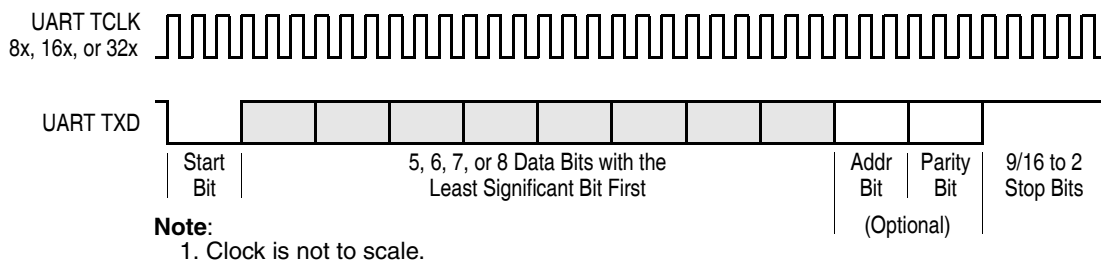 UART TCLK
8x, 16x, or 32x
UART TXD
Start
Bit
5, 6, 7, or 8 Data Bits with the
Least Significant Bit First
Addr
Bit
Parity
Bit
9/16 to 2
Stop Bits
(Optional)
Note:
1. Clock is not to scale.